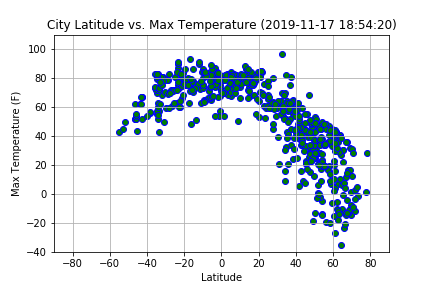 City Latitude vs. Max Temperature (2019-11-17 18:54:20)
100
80
60
40
20
0
−20
−40
Max Temperature (F)
−80 −60 −40 −20 0 20 40 60 80
Latitude